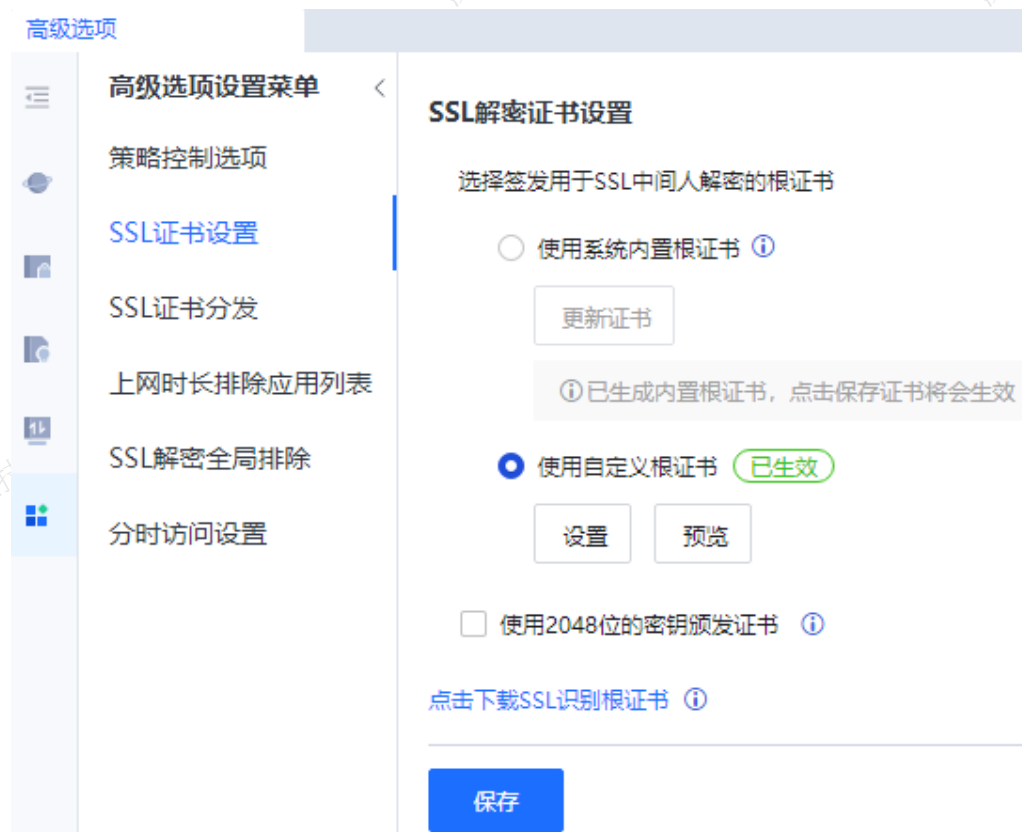 高级选项
高级选项设置菜单
策略控制选项
SSL证书设置
SSL证书分发
上网时长排除应用列表
SSL解密全局排除
分时访问设置
SSL解密证书设置
选择签发用于SSL中间人解密的根证书
使用系统内置根证书
更新证书
已生成内置根证书，点击保存证书将会生效
使用自定义根证书 已生效
设置 预览
使用2048位的密钥颁发证书
点击下载SSL识别根证书
保存